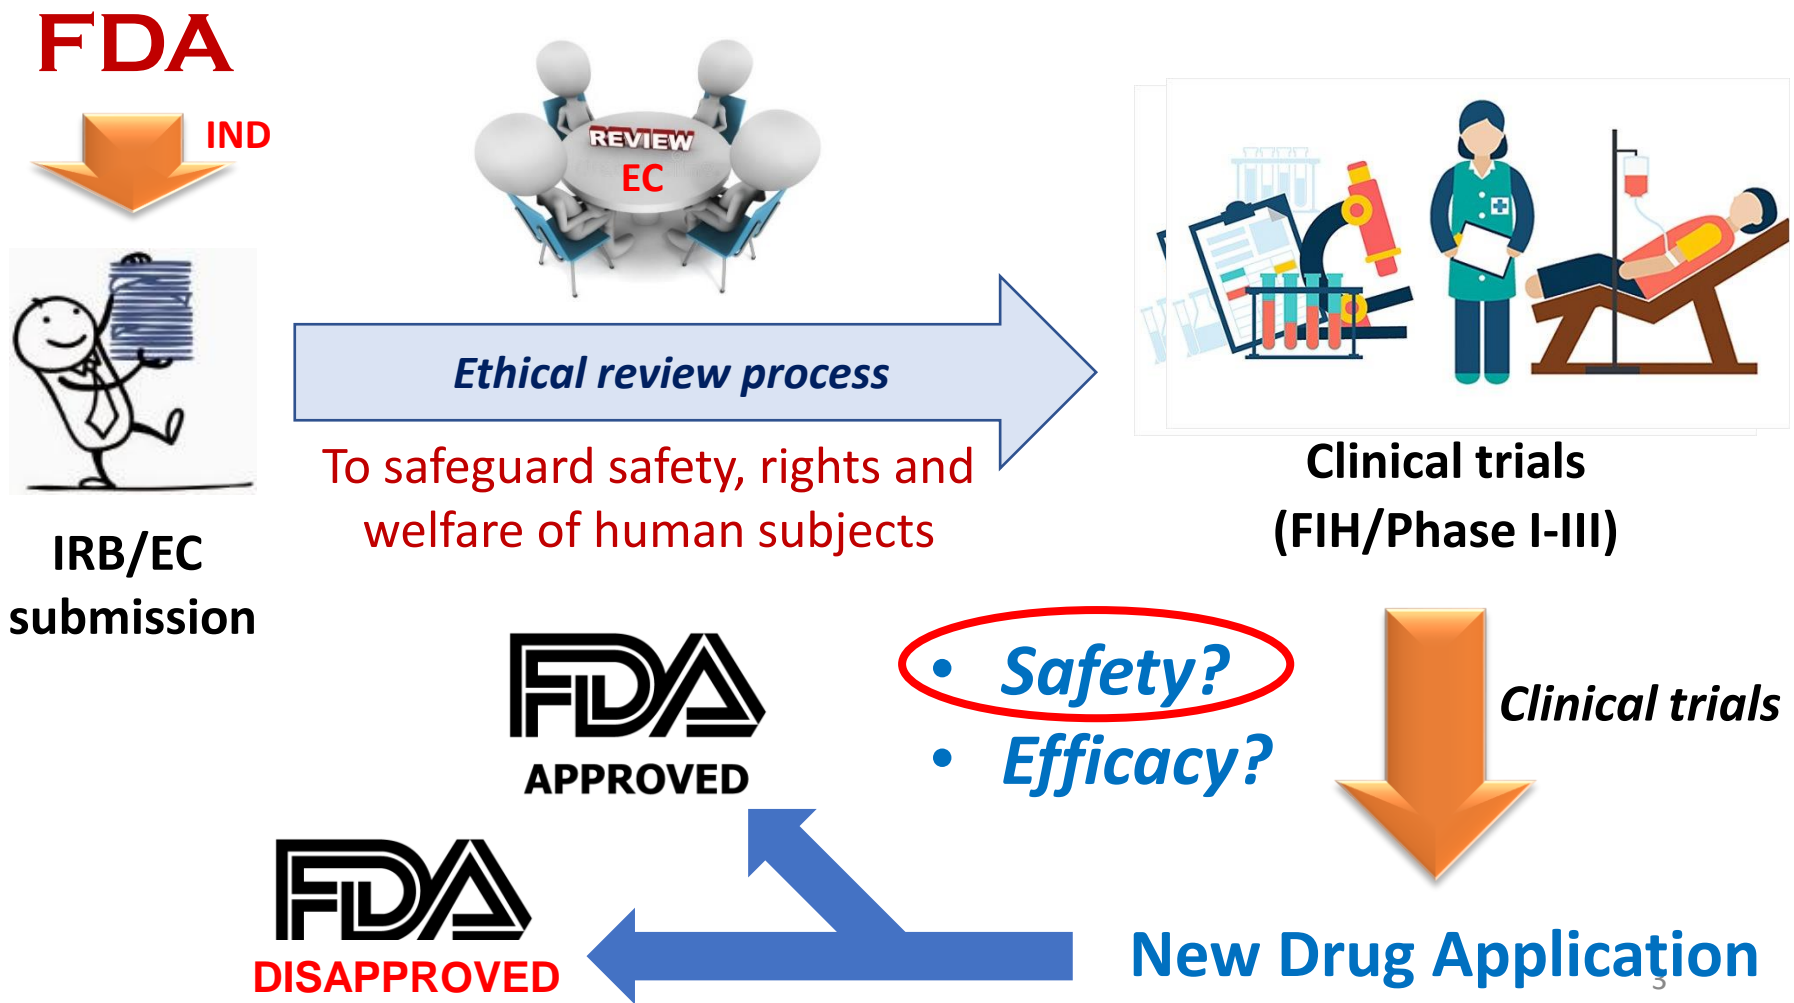 FDA
IND
REVIEW
EC
Ethical review process
To safeguard safety, rights and
welfare of human subjects
IRB/EC
submission
Clinical trials
(FIH/Phase I-III)
• Safety?
• Efficacy?
Clinical trials
FDA
APPROVED
FDA
DISAPPROVED
New Drug Application
3